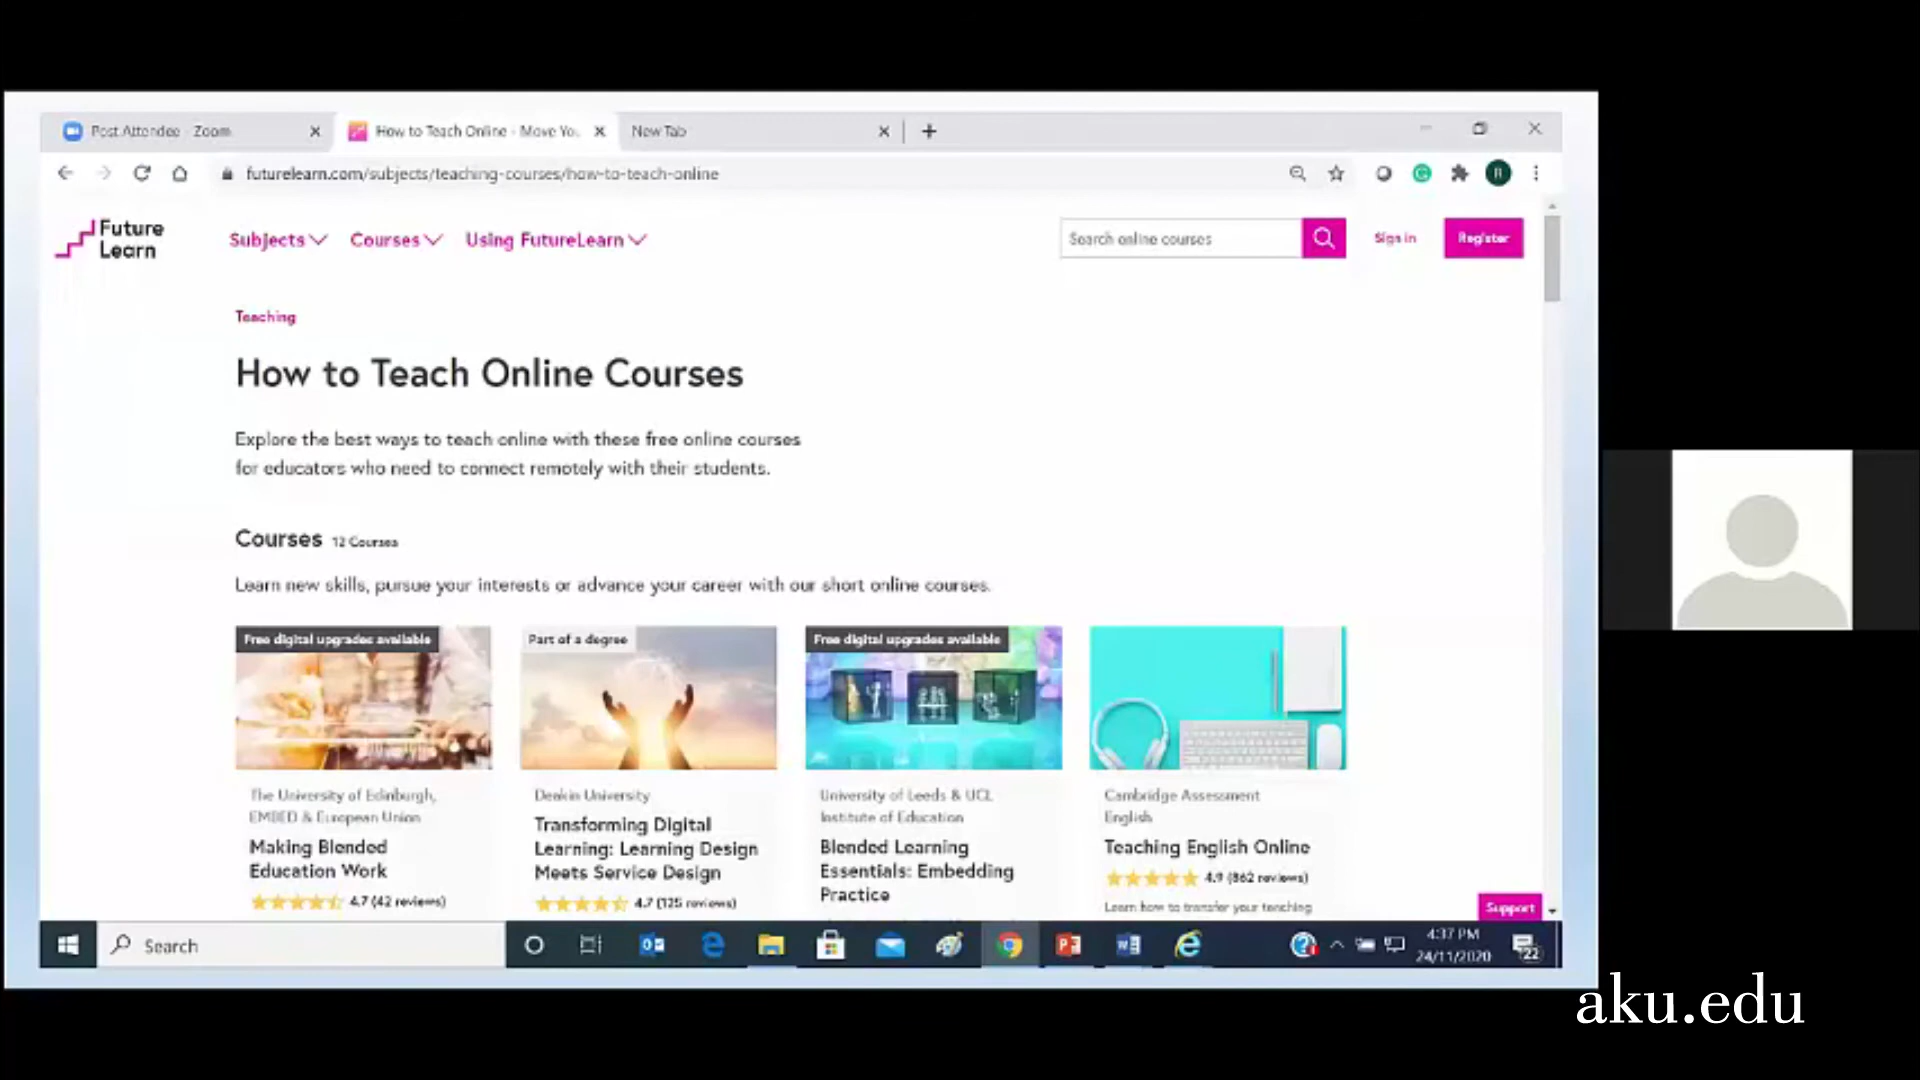 Post Attendee - Zoom
How to Teach Online - Move Yo
New Tab
futurelearn.com/subjects/teaching-courses/how-to-teach-online
Future
Learn
Subjects
Courses
Using FutureLearn
Search online courses
Sign in
Register
Teaching
How to Teach Online Courses
Explore the best ways to teach online with these free online courses
for educators who need to connect remotely with their students.
Courses 12 Courses
Learn new skills, pursue your interests or advance your career with our short online courses.
Free digital upgrades available
The University of Edinburgh,
EMBED & European Union
Making Blended
Education Work
4.7 (42 reviews)
Part of a degree
Deakin University
Transforming Digital
Learning: Learning Design
Meets Service Design
4.7 (125 reviews)
Free digital upgrades available
University of Leeds & UCL
Institute of Education
Blended Learning
Essentials: Embedding
Practice
Cambridge Assessment
English
Teaching English Online
4.9 (862 reviews)
Learn how to transfer your teaching
Support
Search
4:37 PM
24/11/2020
22
aku.edu